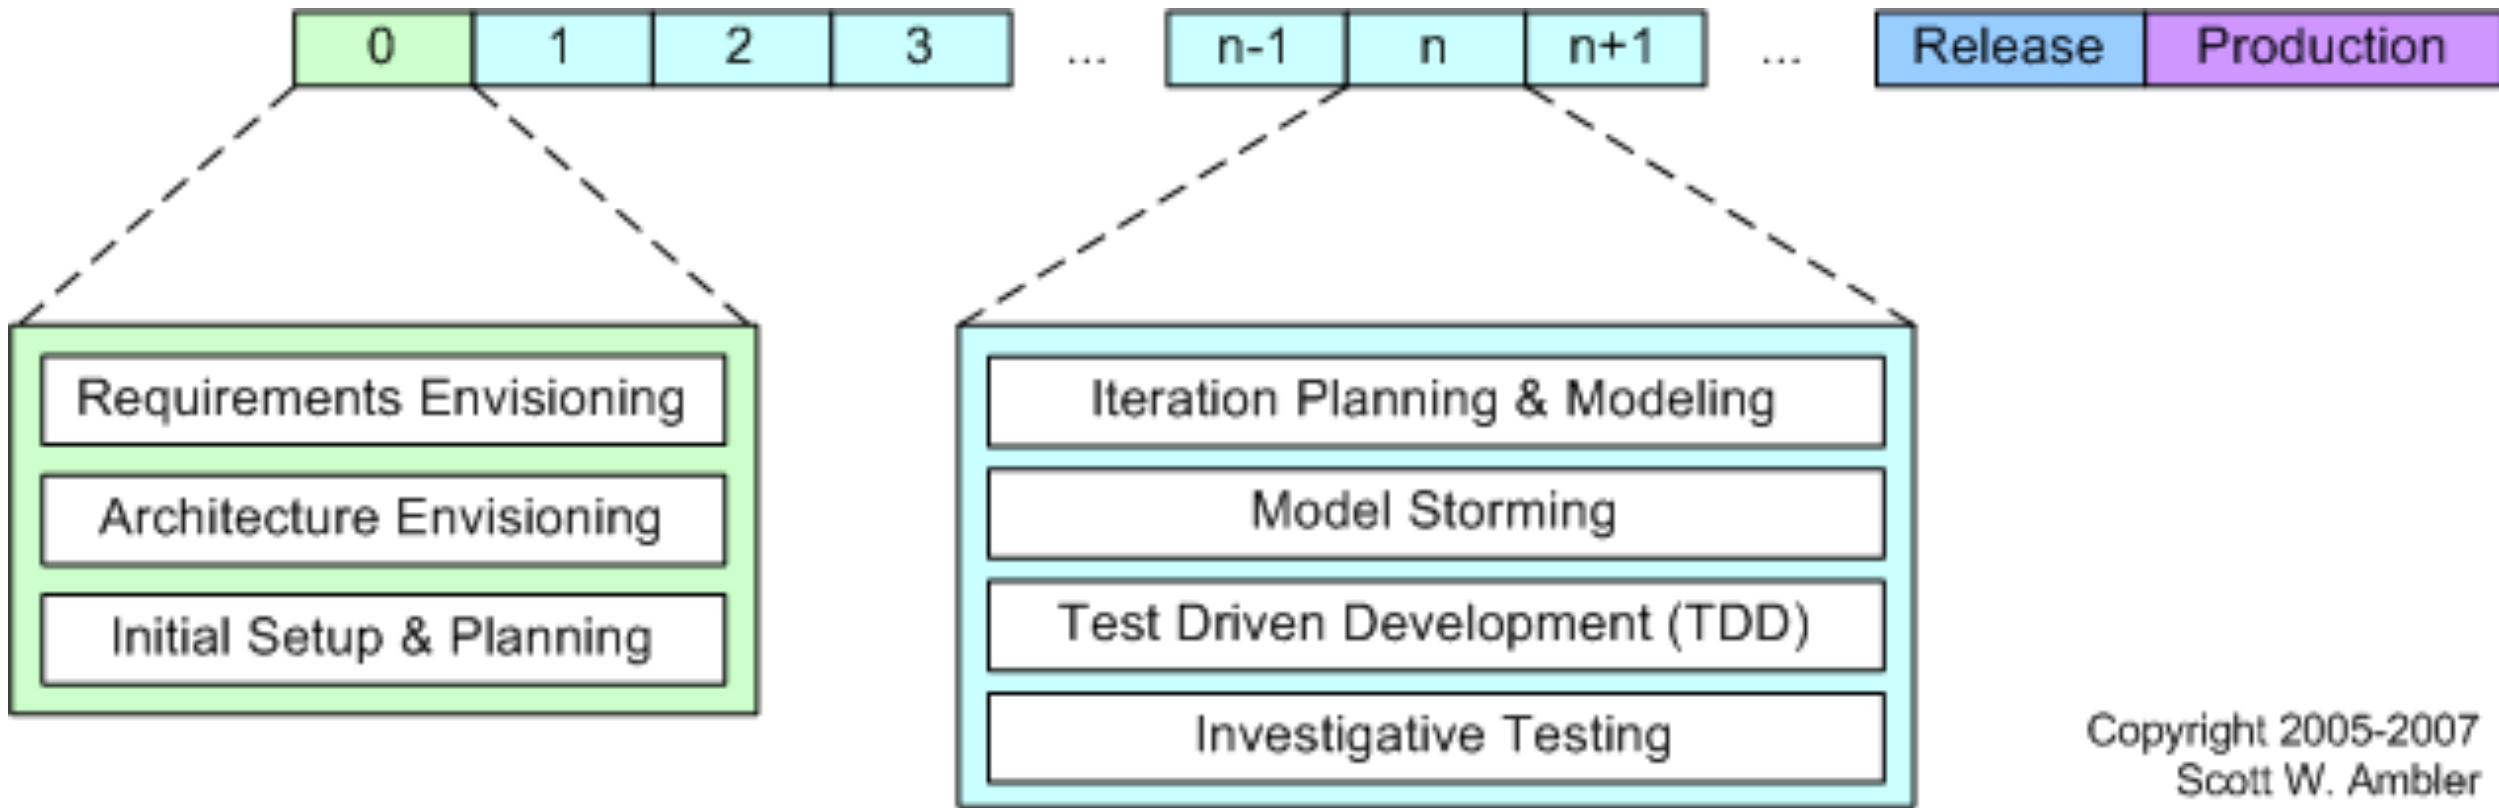 0 1 2 3 ... n-1 n n+1 ... Release Production
Requirements Envisioning
Architecture Envisioning
Initial Setup & Planning
Iteration Planning & Modeling
Model Storming
Test Driven Development (TDD)
Investigative Testing
Copyright 2005-2007
Scott W. Ambler